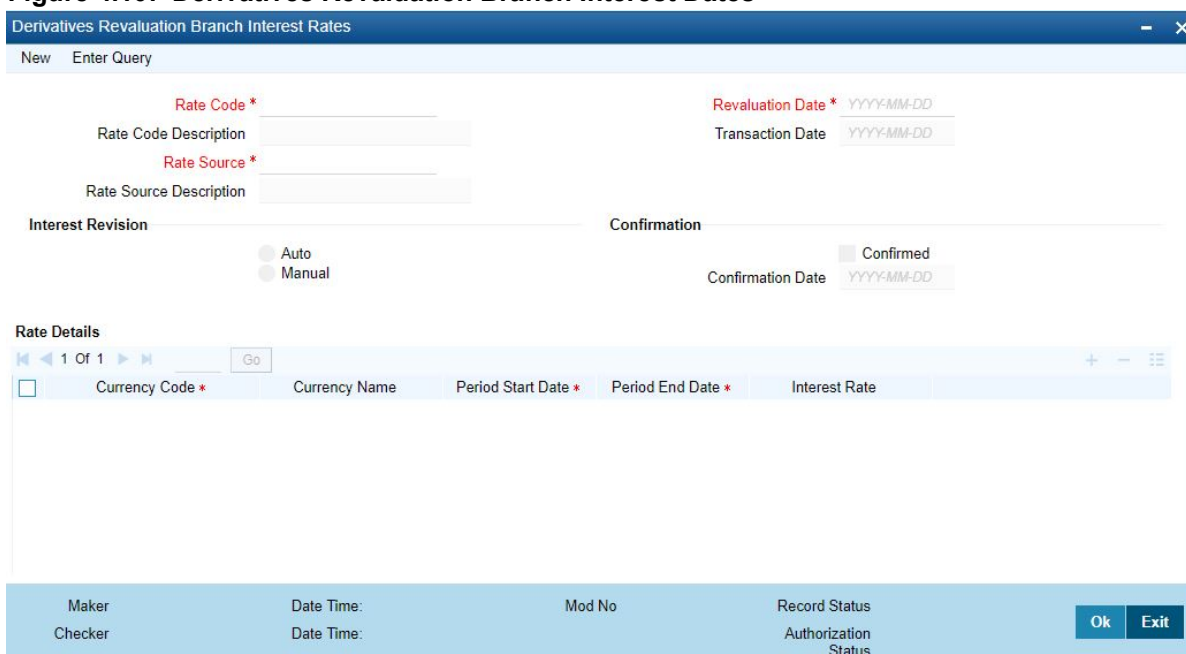 Figure 4.10: Derivatives Revaluation Branch Interest Dates
Derivatives Revaluation Branch Interest Rates
New Enter Query
Rate Code * Revaluation Date * YYYY-MM-DD
Rate Code Description Transaction Date YYYY-MM-DD
Rate Source *
Rate Source Description
Interest Revision Confirmation
Auto Confirmed
Manual Confirmation Date YYYY-MM-DD
Rate Details
1 Of 1 Go
Currency Code * Currency Name Period Start Date * Period End Date * Interest Rate
Maker Date Time: Mod No Record Status
Checker Date Time: Authorization Status
Ok Exit